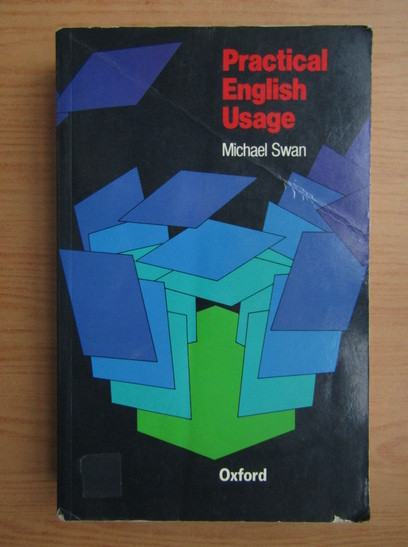 Practical
English
Usage
Michael Swan
Oxford